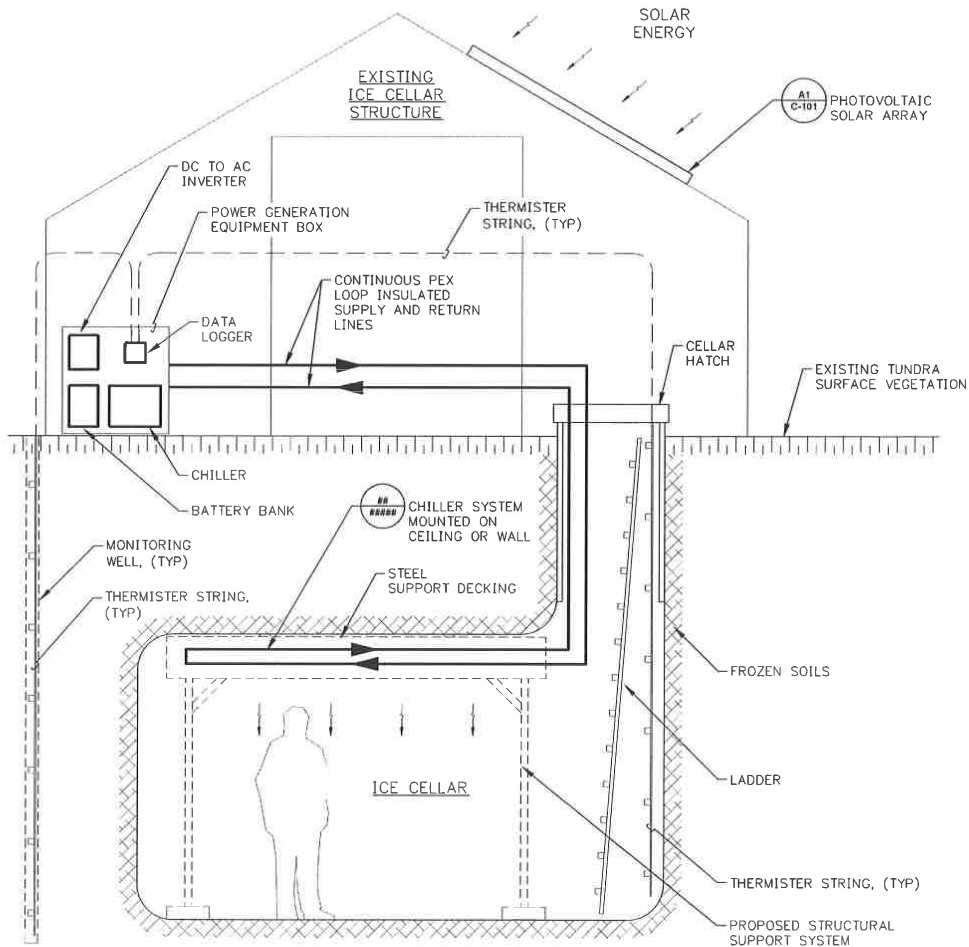 SOLAR
ENERGY
EXISTING
ICE CELLAR
STRUCTURE
A1
C-101
PHOTOVOLTAIC
SOLAR ARRAY
DC TO AC
INVERTER
POWER GENERATION
EQUIPMENT BOX
THERMISTER
STRING, (TYP)
CONTINUOUS PEX
LOOP INSULATED
SUPPLY AND RETURN
LINES
DATA
LOGGER
CELLAR
HATCH
EXISTING TUNDRA
SURFACE VEGETATION
CHILLER
BATTERY BANK
##
#####
CHILLER SYSTEM
MOUNTED ON
CEILING OR WALL
MONITORING
WELL, (TYP)
STEEL
SUPPORT DECKING
THERMISTER STRING,
(TYP)
FROZEN SOILS
LADDER
ICE CELLAR
THERMISTER STRING, (TYP)
PROPOSED STRUCTURAL
SUPPORT SYSTEM